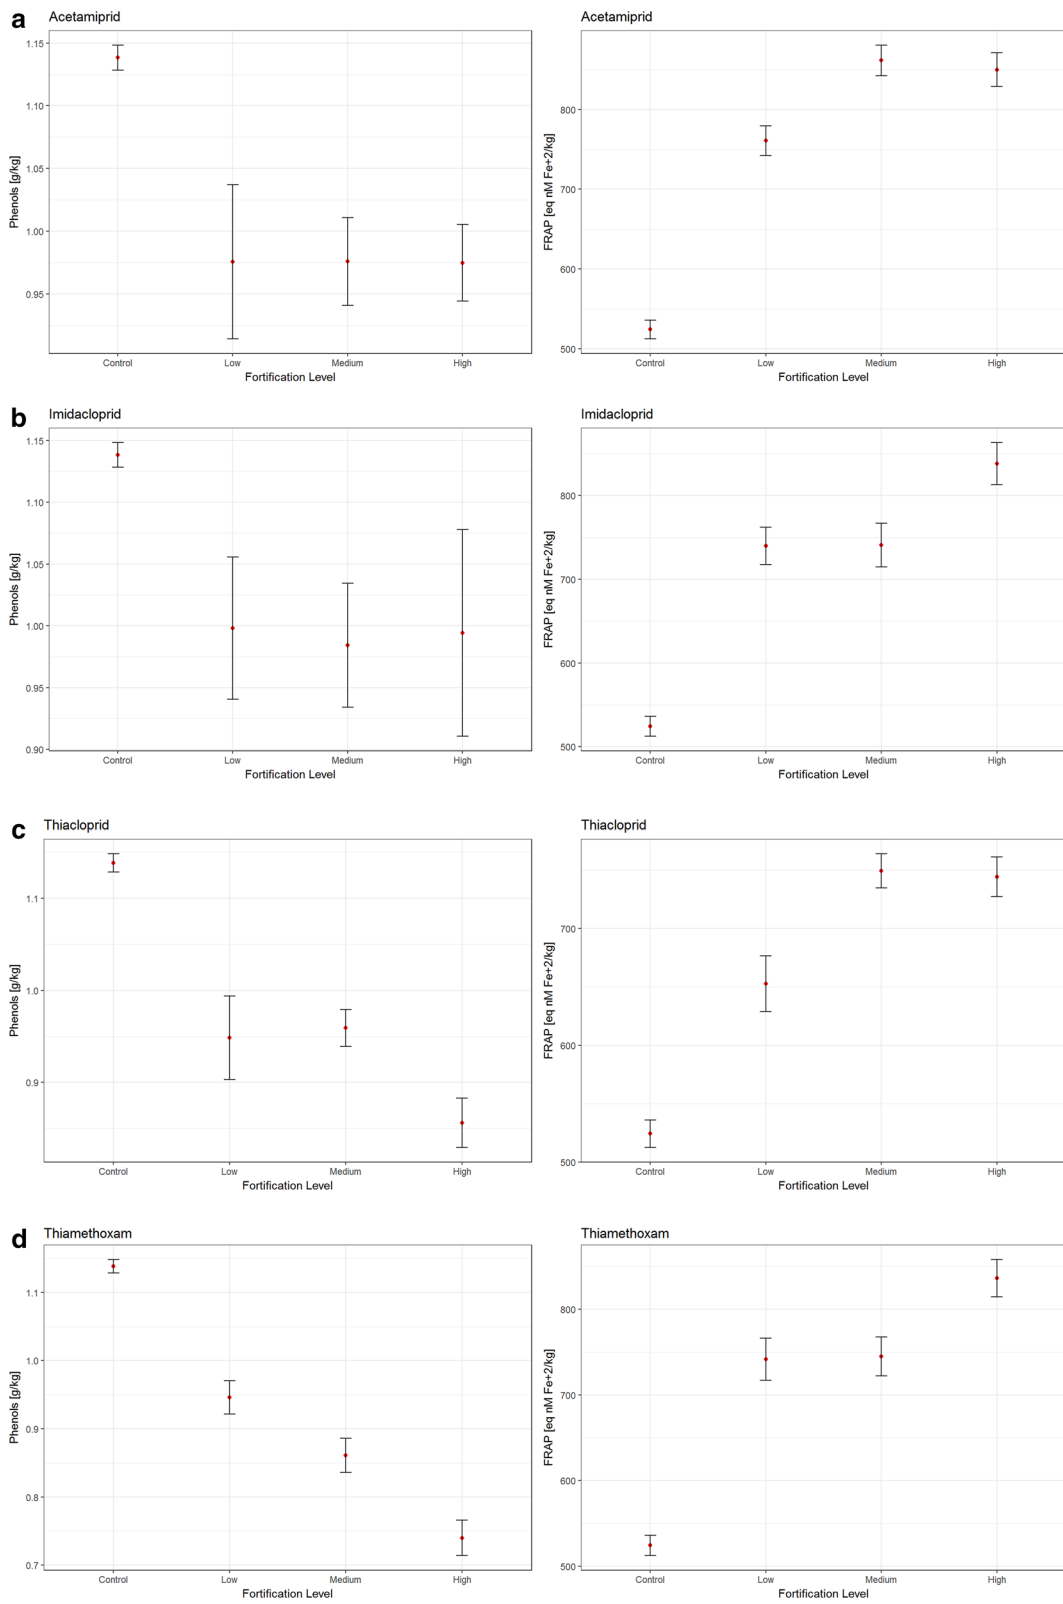 a
Acetamiprid
Phenols [g/kg]
1.15
1.10
1.05
1.00
0.95
Control Low Medium High
Fortification Level
Acetamiprid
FRAP [eq nM Fe+2/kg]
800
700
600
500
Control Low Medium High
Fortification Level
b
Imidacloprid
Phenols [g/kg]
1.15
1.10
1.05
1.00
0.95
0.90
Control Low Medium High
Fortification Level
Imidacloprid
FRAP [eq nM Fe+2/kg]
800
700
600
500
Control Low Medium High
Fortification Level
c
Thiacloprid
Phenols [g/kg]
1.1
1.0
0.9
Control Low Medium High
Fortification Level
Thiacloprid
FRAP [eq nM Fe+2/kg]
700
600
500
Control Low Medium High
Fortification Level
d
Thiamethoxam
Phenols [g/kg]
1.1
1.0
0.9
0.8
0.7
Control Low Medium High
Fortification Level
Thiamethoxam
FRAP [eq nM Fe+2/kg]
800
700
600
500
Control Low Medium High
Fortification Level